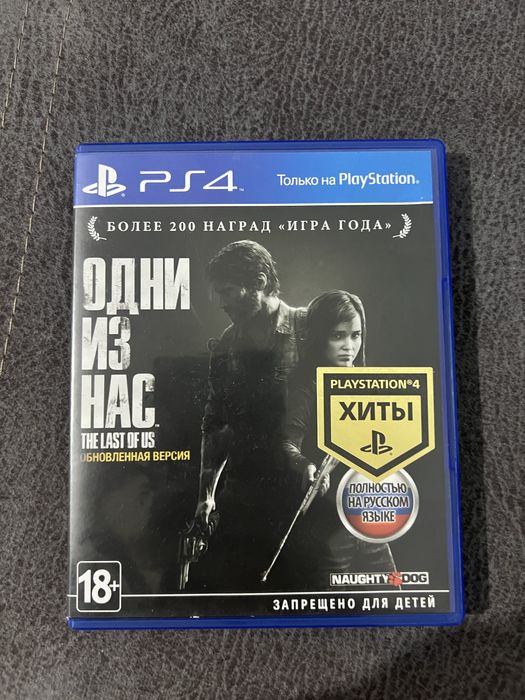 PS4™
Только на PlayStation®
БОЛЕЕ 200 НАГРАД «ИГРА ГОДА»
ОДНИ
ИЗ
НАС
THE LAST OF US
ОБНОВЛЕННАЯ ВЕРСИЯ
PLAYSTATION®4
ХИТЫ
ПОЛНОСТЬЮ
НА РУССКОМ
ЯЗЫКЕ
NAUGHTY DOG
18+
ЗАПРЕЩЕНО ДЛЯ ДЕТЕЙ